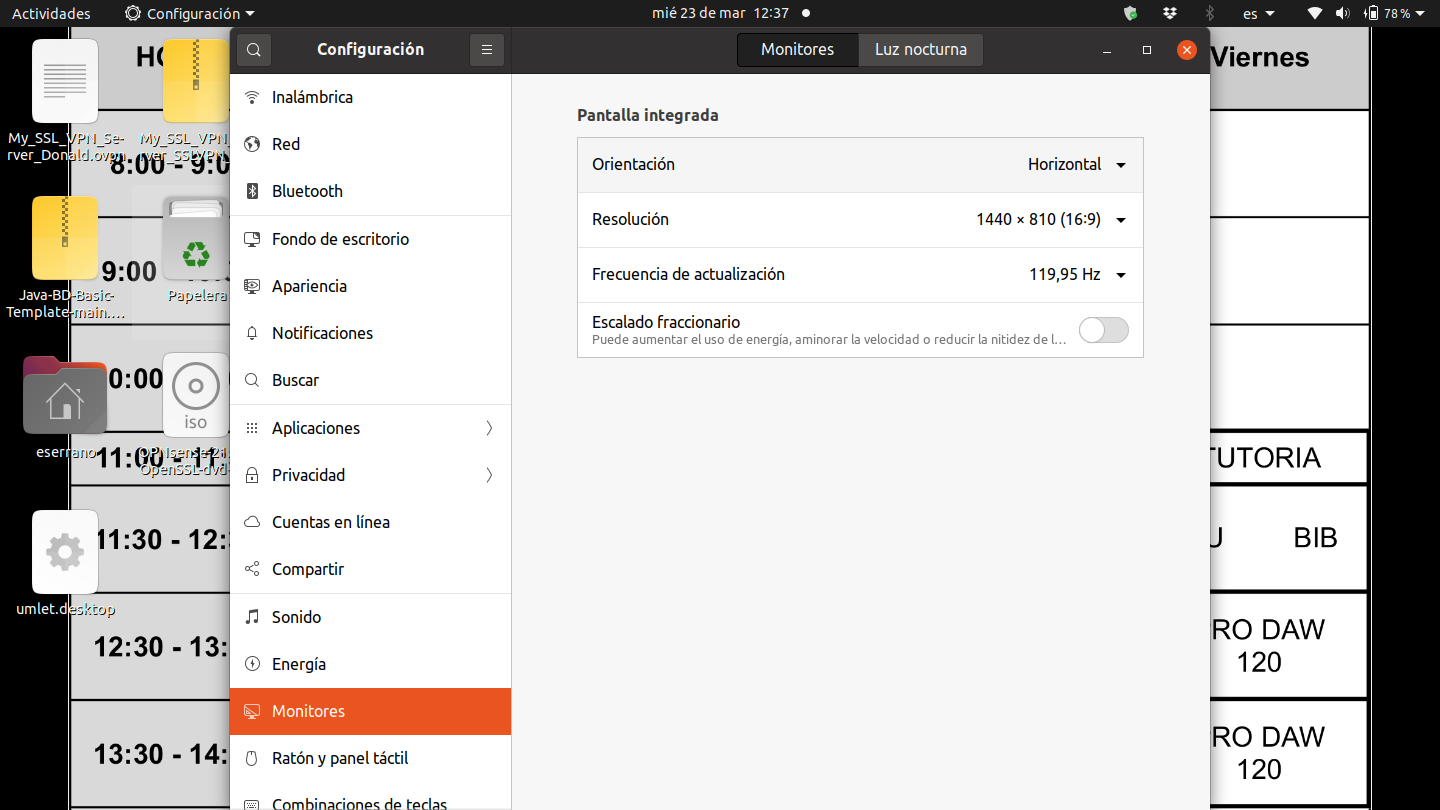 Actividades
Configuración
mié 23 de mar 12:37
es
78 %
Configuración
Monitores
Luz nocturna
Inalámbrica
Red
Bluetooth
Fondo de escritorio
Apariencia
Notificaciones
Buscar
Aplicaciones
Privacidad
Cuentas en línea
Compartir
Sonido
Energía
Monitores
Ratón y panel táctil
Combinaciones de teclas
Pantalla integrada
Orientación
Horizontal
Resolución
1440 × 810 (16∶9)
Frecuencia de actualización
119,95 Hz
Escalado fraccionario
Puede aumentar el uso de energía, aminorar la velocidad o reducir la nitidez de l…
My_SSL_VPN_Se-
rver_Donald.ovpn
My_SSL_VPN_
rver_SSLVPN_
Java-BD-Basic-
Template-main.…
Papelera
eserrano
iso
OPNsense-21.
OpenSSL-dvd-
umlet.desktop
HO
8:00 - 9:0
9:00
0:00
11:00 - 11:
11:30 - 12:
12:30 - 13:
13:30 - 14:
Viernes
TUTORIA
U BIB
RO DAW
120
RO DAW
120